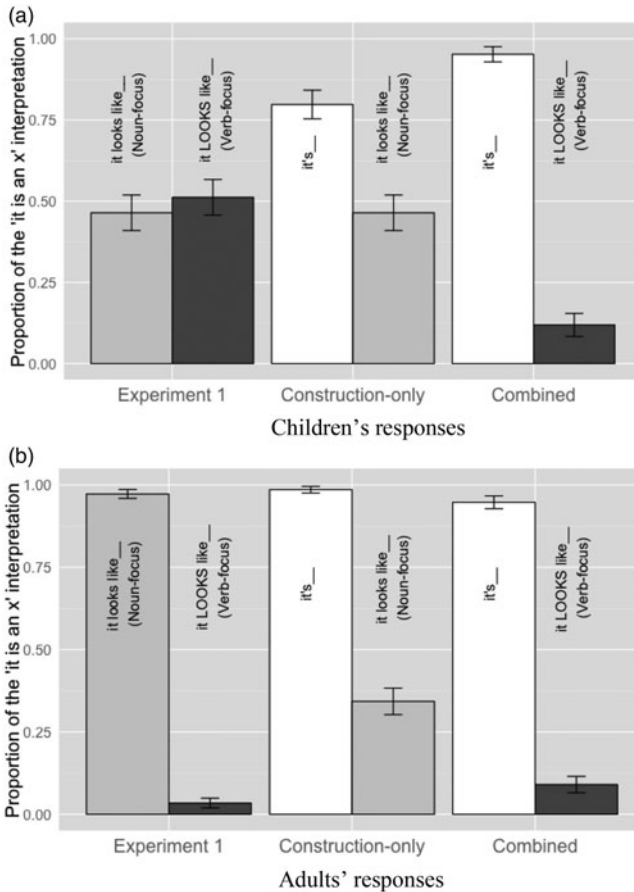 (a)
Proportion of the 'it is an x' interpretation
1.00
0.75
0.50
0.25
0.00
it looks like__
(Noun-focus)
it LOOKS like__
(Verb-focus)
it's__
it looks like__
(Noun-focus)
it's__
it LOOKS like__
(Verb-focus)
Experiment 1
Construction-only
Combined
Children's responses
(b)
Proportion of the 'it is an x' interpretation
1.00
0.75
0.50
0.25
0.00
it looks like__
(Noun-focus)
it LOOKS like__
(Verb-focus)
it's__
it looks like__
(Noun-focus)
it's__
it LOOKS like__
(Verb-focus)
Experiment 1
Construction-only
Combined
Adults' responses